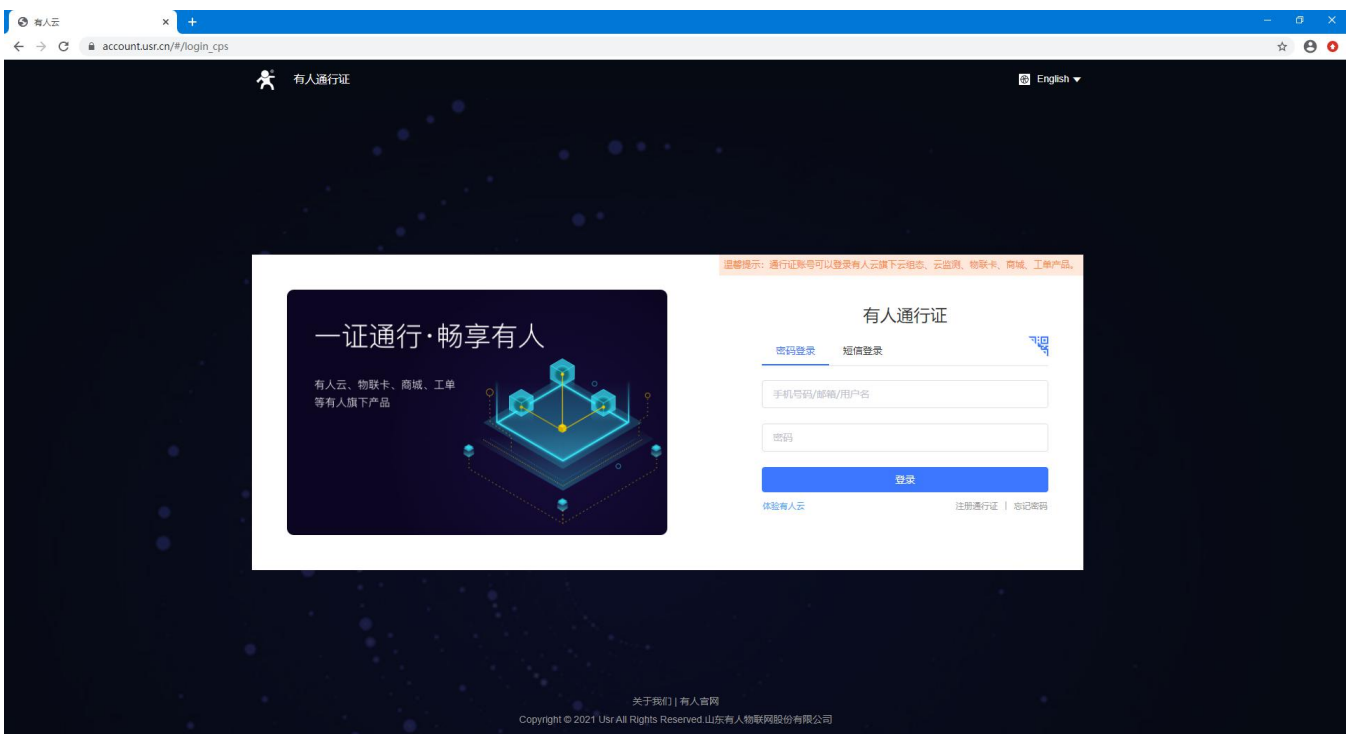 有人云
account.usr.cn/#/login_cps
有人通行证
English
温馨提示：通行证账号可以登录有人云旗下云组态、云监测、物联卡、商城、工单产品。
一证通行·畅享有人
有人云、物联卡、商城、工单
等有人旗下产品
有人通行证
密码登录 短信登录
手机号码/邮箱/用户名
密码
登录
体验有人云 注册通行证 | 忘记密码
关于我们 | 有人官网
Copyright © 2021 Usr All Rights Reserved.山东有人物联网股份有限公司